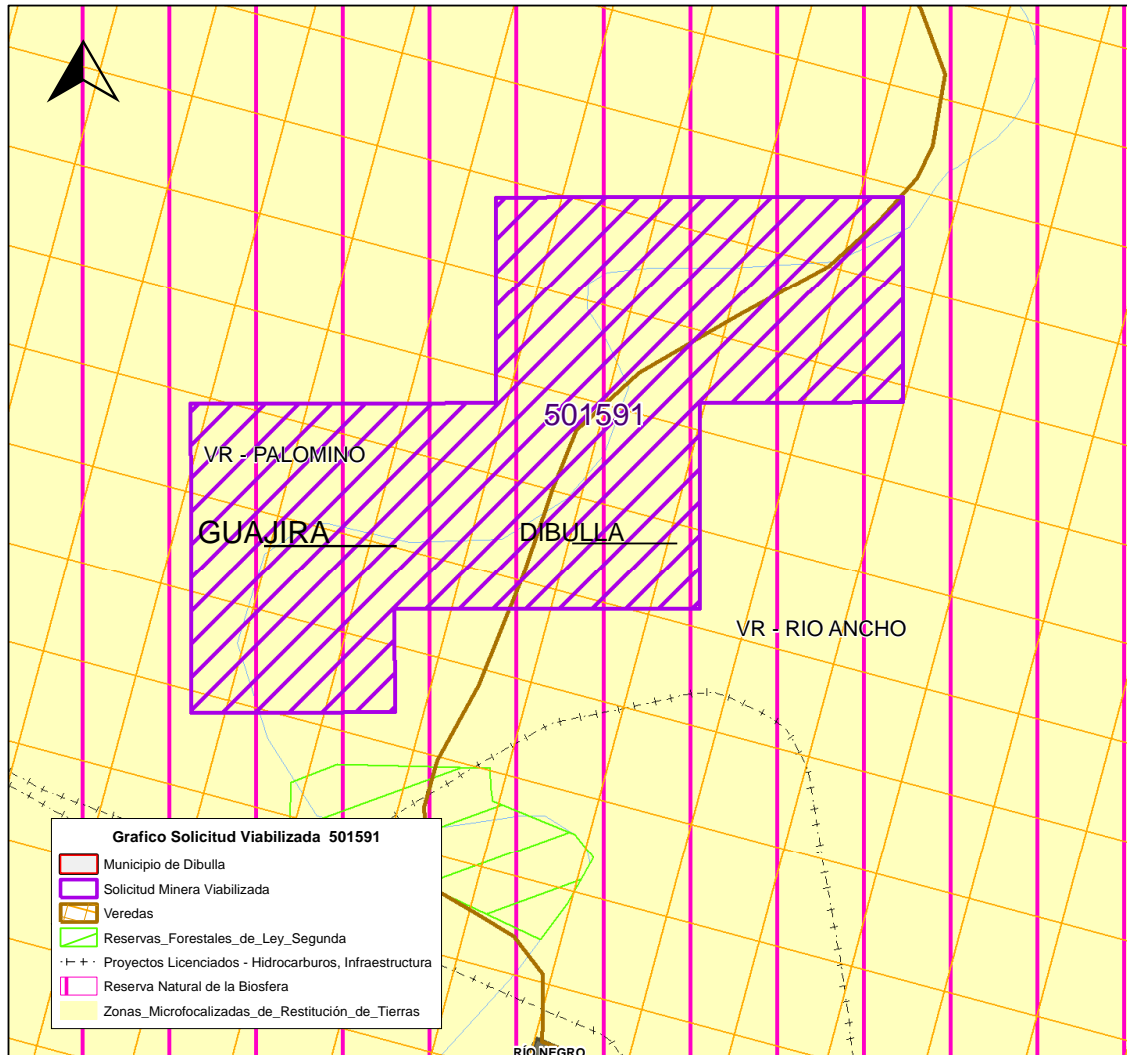 501591
VR - PALOMINO
GUAJIRA
DIBULLA
VR - RIO ANCHO
Grafico Solicitud Viabilizada 501591
Municipio de Dibulla
Solicitud Minera Viabilizada
Veredas
Reservas_Forestales_de_Ley_Segunda
Proyectos Licenciados - Hidrocarburos, Infraestructura
Reserva Natural de la Biosfera
Zonas_Microfocalizadas_de_Restitución_de_Tierras
RÍO NEGRO